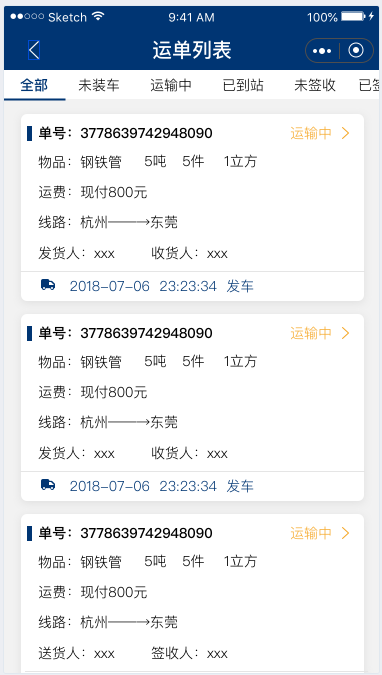 Sketch 9:41 AM 100%
运单列表
全部 未装车 运输中 已到站 未签收 已签
单号：3778639742948090 运输中
物品：钢铁管 5吨 5件 1立方
运费：现付800元
线路：杭州——→东莞
发货人：xxx 收货人：xxx
2018-07-06 23:23:34 发车
单号：3778639742948090 运输中
物品：钢铁管 5吨 5件 1立方
运费：现付800元
线路：杭州——→东莞
发货人：xxx 收货人：xxx
2018-07-06 23:23:34 发车
单号：3778639742948090 运输中
物品：钢铁管 5吨 5件 1立方
运费：现付800元
线路：杭州——→东莞
送货人：xxx 签收人：xxx